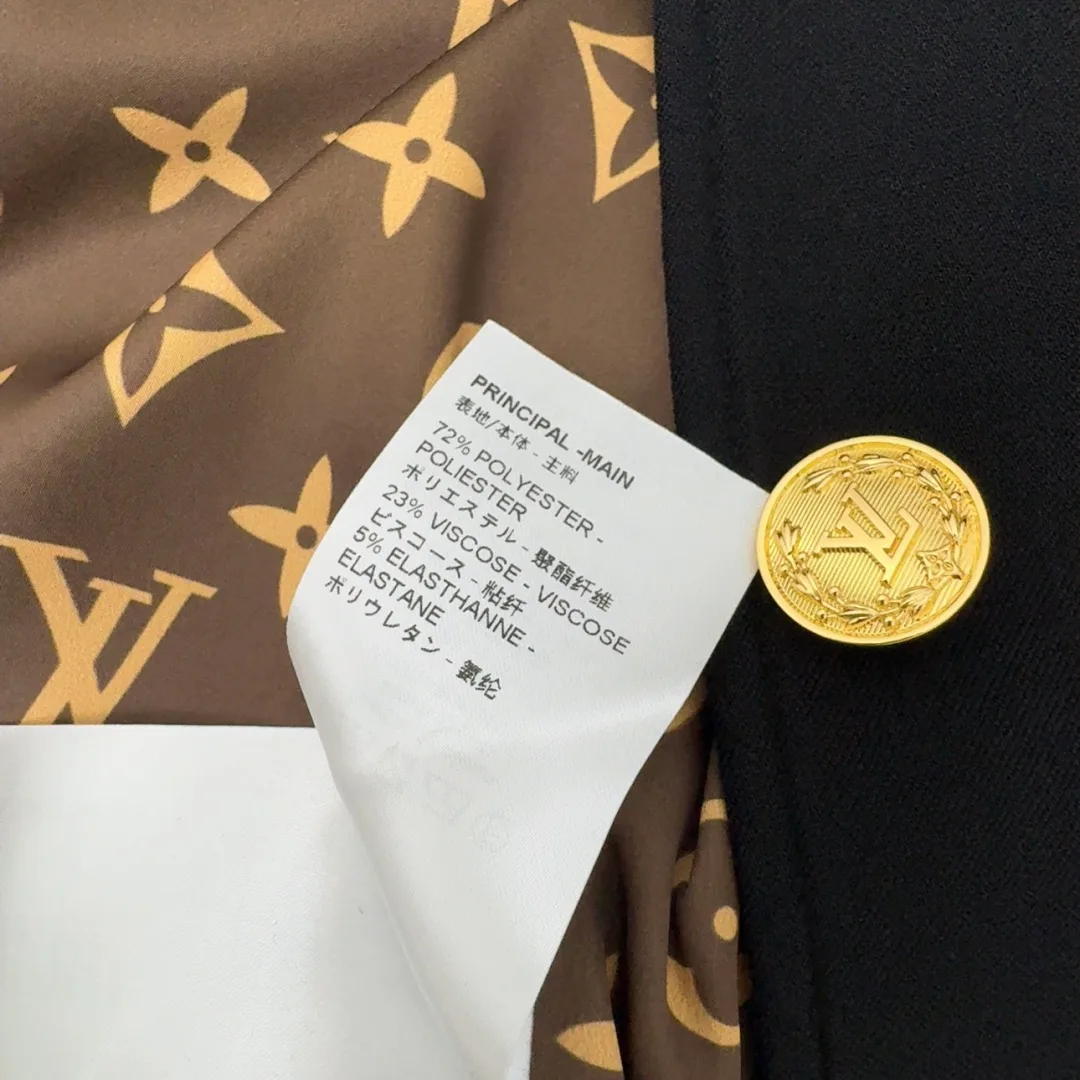 PRINCIPAL -MAIN
表地/本体 - 主料
72% POLYESTER -
POLIESTER
ポリエステル - 聚酯纤维
23% VISCOSE - VISCOSE
ビスコース - 粘纤
5% ELASTHANNE -
ELASTANE
ポリウレタン - 氨纶
LV
LV